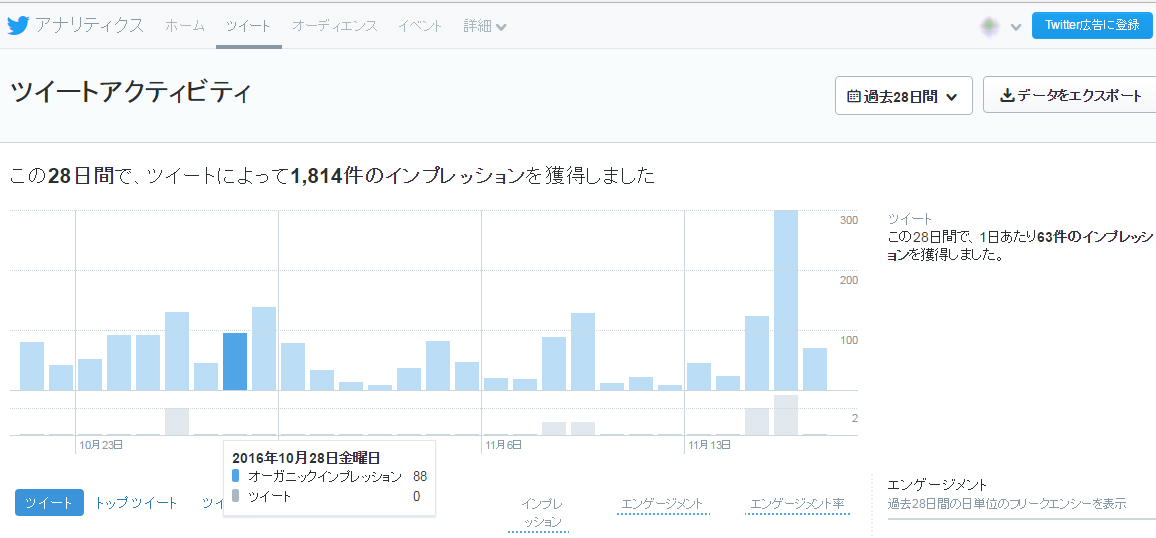 アナリティクス ホーム ツイート オーディエンス イベント 詳細 Twitter広告に登録
ツイートアクティビティ 過去28日間 データをエクスポート
この28日間で、ツイートによって1,814件のインプレッションを獲得しました
300
200
100
2
ツイート
この28日間で、1日あたり63件のインプレッシ
ョンを獲得しました。
10月23日 11月6日 11月13日
2016年10月28日金曜日
オーガニックインプレッション 88
ツイート 0
ツイート トップツイート ツイ
インプレ
ッション
エンゲージメント エンゲージメント率
エンゲージメント
過去28日間の日単位のフリークエンシーを表示